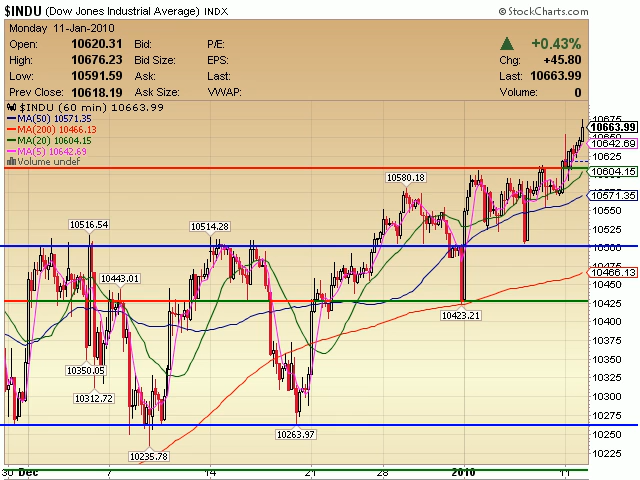 $INDU (Dow Jones Industrial Average) INDX © StockCharts.com
Monday 11-Jan-2010
Open: 10620.31 Bid: P/E: +0.43%
High: 10676.23 Bid Size: EPS: Chg: +45.80
Low: 10591.59 Ask: Last: Last: 10663.99
Prev Close: 10618.19 Ask Size: VWAP: Volume: 0
$INDU (60 min) 10663.99
MA(50) 10571.35
MA(200) 10466.13
MA(20) 10604.15
MA(5) 10642.69
Volume undef
10675
10663.99
10642.69
10625
10604.15
10580.18
10571.35
10550
10525
10516.54
10514.28
10500
10475
10466.13
10450
10443.01
10425
10423.21
10400
10375
10350.05
10350
10325
10312.72
10300
10275
10263.97
10250
10235.78
10225
30 Dec 7 14 21 28 2010 11